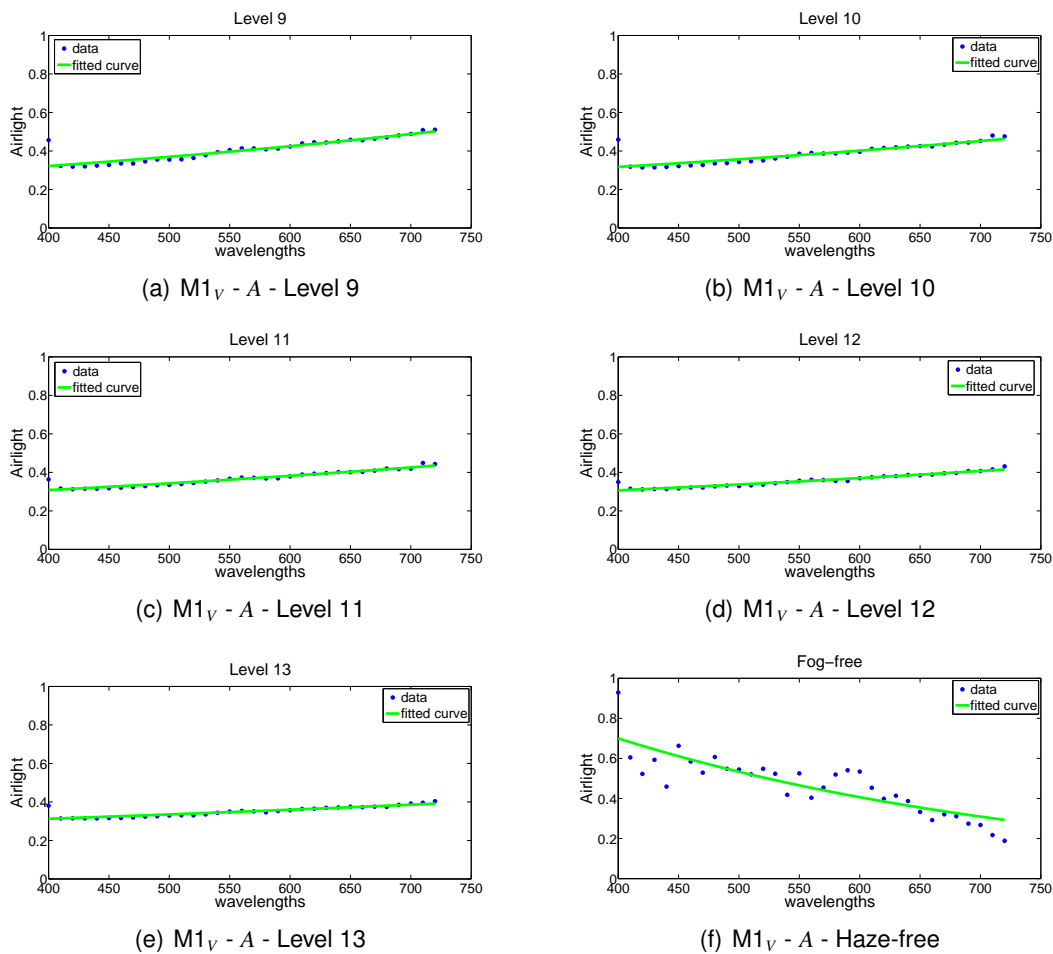 Level 9
1
0.8
0.6
0.4
0.2
0
Airlight
data
fitted curve
400 450 500 550 600 650 700 750
wavelengths
(a) M1V - A - Level 9
Level 10
1
0.8
0.6
0.4
0.2
0
Airlight
data
fitted curve
400 450 500 550 600 650 700 750
wavelengths
(b) M1V - A - Level 10
Level 11
1
0.8
0.6
0.4
0.2
0
Airlight
data
fitted curve
400 450 500 550 600 650 700 750
wavelengths
(c) M1V - A - Level 11
Level 12
1
0.8
0.6
0.4
0.2
0
Airlight
data
fitted curve
400 450 500 550 600 650 700 750
wavelengths
(d) M1V - A - Level 12
Level 13
1
0.8
0.6
0.4
0.2
0
Airlight
data
fitted curve
400 450 500 550 600 650 700 750
wavelengths
(e) M1V - A - Level 13
Fog−free
1
0.8
0.6
0.4
0.2
0
Airlight
data
fitted curve
400 450 500 550 600 650 700 750
wavelengths
(f) M1V - A - Haze-free